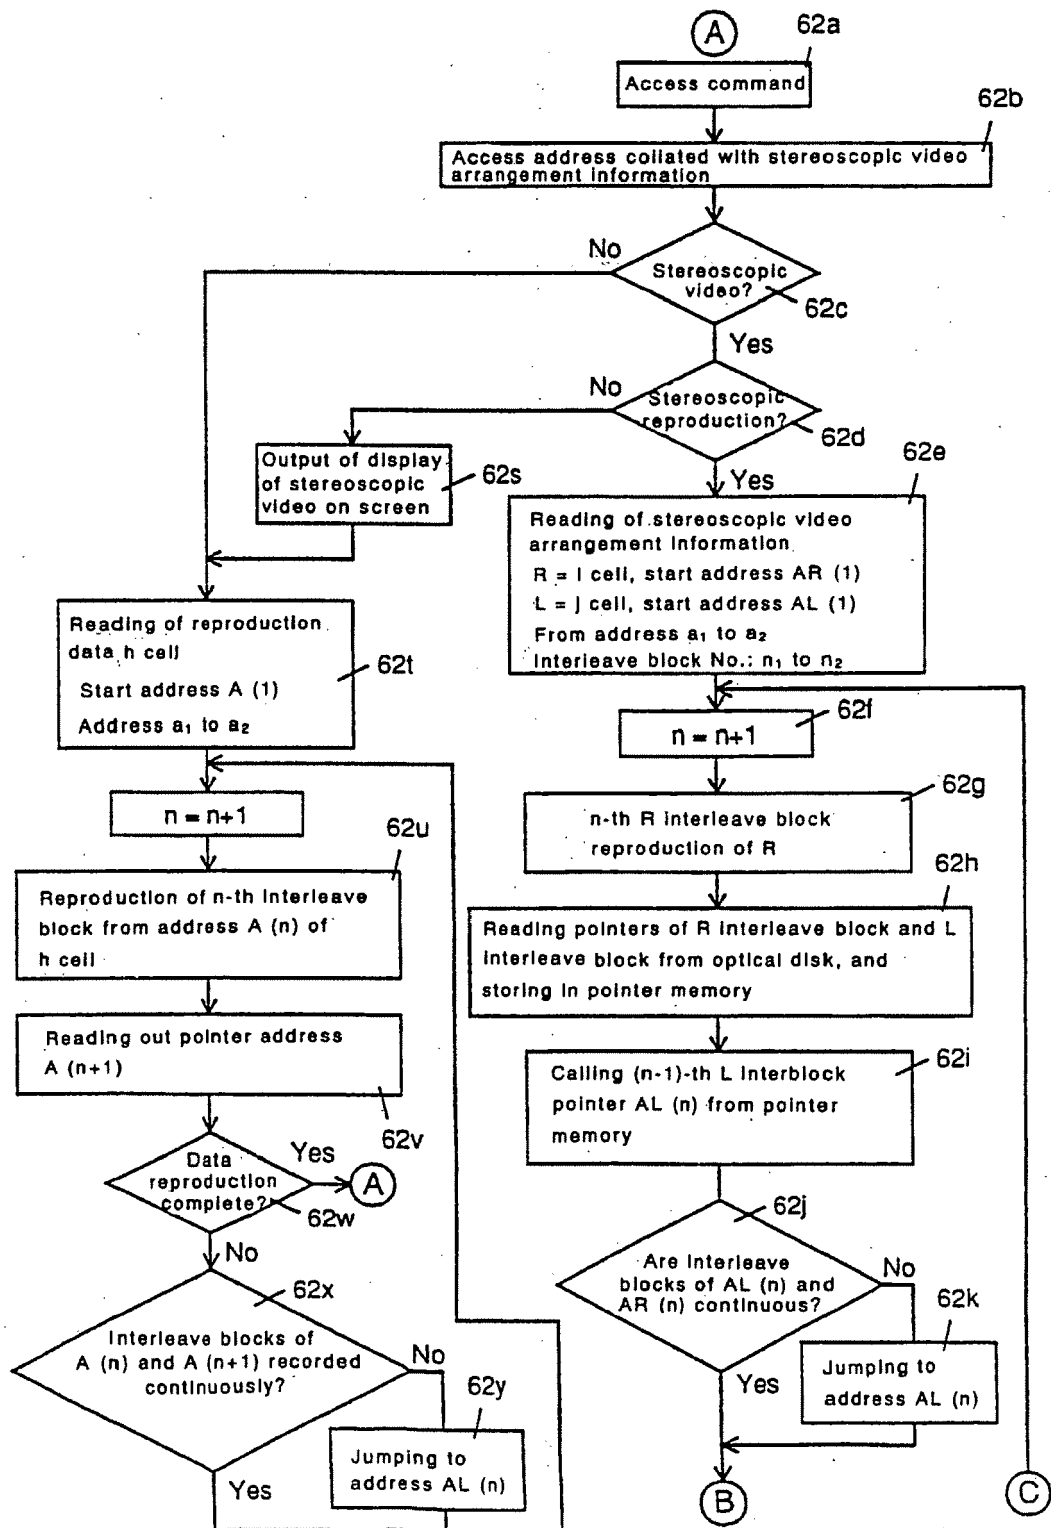 A
62a
Access command
62b
Access address collated with stereoscopic video
arrangement information
No
Stereoscopic
video?
62c
Yes
No
Stereoscopic
reproduction?
62d
Yes
Output of display
of stereoscopic
video on screen
62s
62e
Reading of stereoscopic video
arrangement information
R = i cell, start address AR (1)
L = j cell, start address AL (1)
From address a₁ to a₂
Interleave block No.: n₁ to n₂
Reading of reproduction
data h cell
Start address A (1)
Address a₁ to a₂
62t
62f
n = n+1
n = n+1
62g
n-th R interleave block
reproduction of R
62u
Reproduction of n-th interleave
block from address A (n) of
h cell
62h
Reading pointers of R interleave block and L
interleave block from optical disk, and
storing in pointer memory
Reading out pointer address
A (n+1)
62v
62i
Calling (n-1)-th L interblock
pointer AL (n) from pointer
memory
Data
reproduction
complete?
Yes
A
62w
No
62j
Are interleave
blocks of AL (n) and
AR (n) continuous?
No
62k
Jumping to
address AL (n)
Yes
62x
Interleave blocks of
A (n) and A (n+1) recorded
continuously?
No
62y
Jumping to
address AL (n)
Yes
B
C